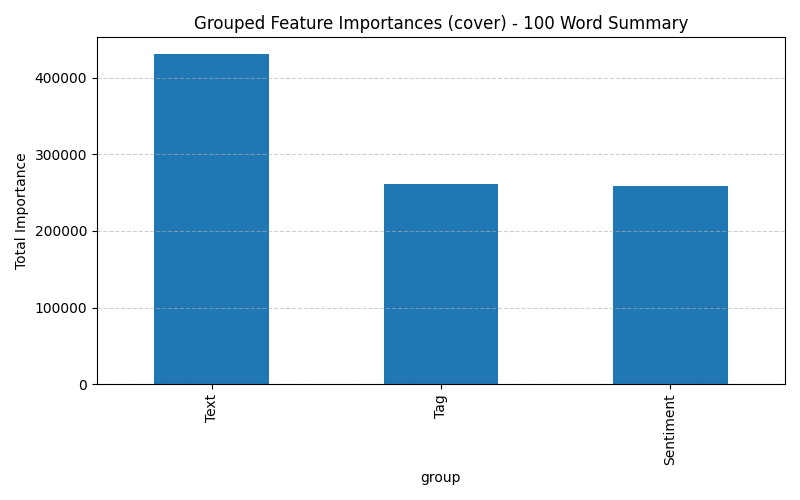 Grouped Feature Importances (cover) - 100 Word Summary
Total Importance
400000
300000
200000
100000
0
Text
Tag
Sentiment
group